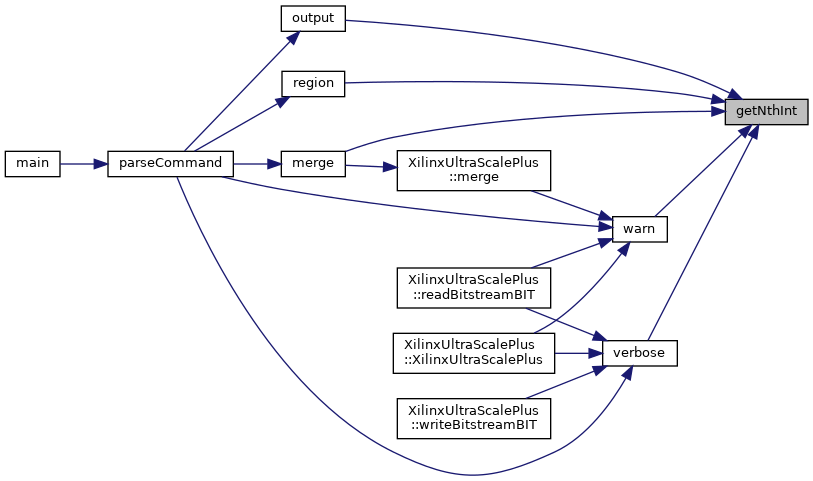 output
region
getNthInt
main
parseCommand
merge
XilinxUltraScalePlus
::merge
warn
XilinxUltraScalePlus
::readBitstreamBIT
XilinxUltraScalePlus
::XilinxUltraScalePlus
verbose
XilinxUltraScalePlus
::writeBitstreamBIT